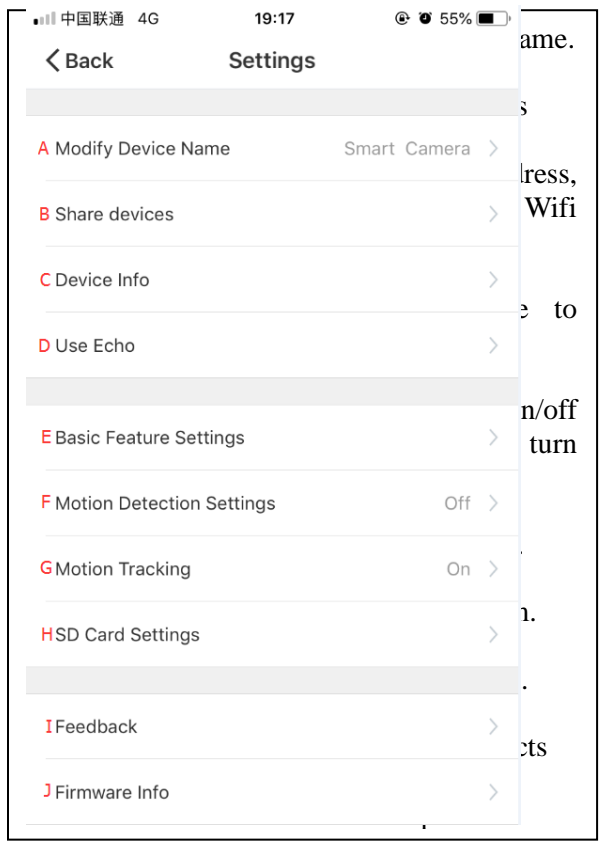 中国联通 4G 19:17 55%
Back Settings
A Modify Device Name Smart Camera
B Share devices
C Device Info
D Use Echo
E Basic Feature Settings
F Motion Detection Settings Off
G Motion Tracking On
H SD Card Settings
I Feedback
J Firmware Info
ame.
s
dress,
Wifi
e to
n/off
turn
n.
.
cts